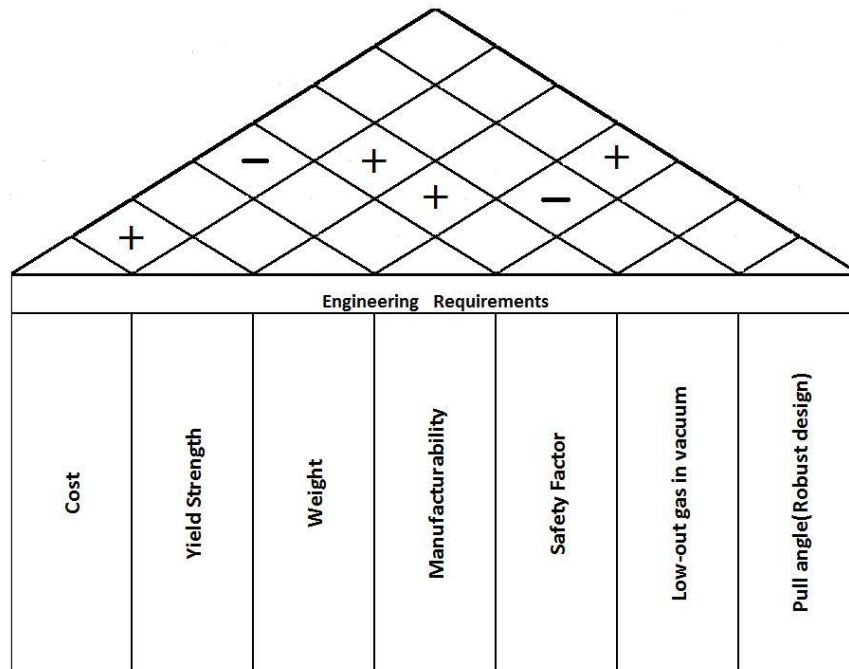 − + +
+ −
+
Engineering Requirements
Cost
Yield Strength
Weight
Manufacturability
Safety Factor
Low-out gas in vacuum
Pull angle(Robust design)